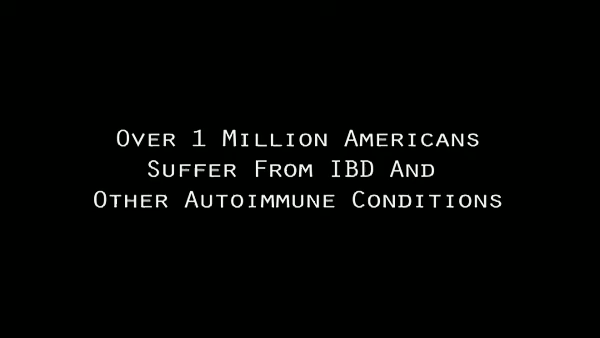 Over 1 Million Americans
Suffer From IBD And
Other Autoimmune Conditions